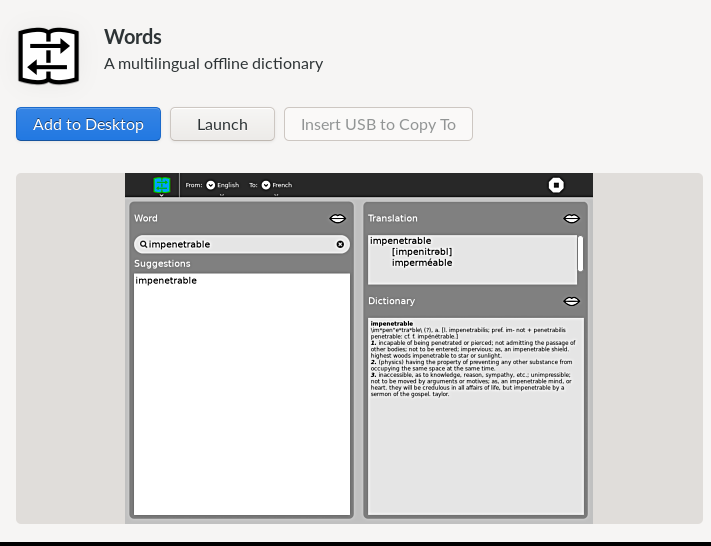 Words
A multilingual offline dictionary
Add to Desktop
Launch
Insert USB to Copy To
From: English To: French
Word
impenetrable
Suggestions
impenetrable
Translation
impenetrable
[impenitrəbl]
imperméable
Dictionary
impenetrable
\im*pen"e*tra*ble\ (?), a. [l. impenetrabilis; pref. im- not + penetrabilis
penetrable: cf. f. impénétrable.]
1. incapable of being penetrated or pierced; not admitting the passage of
other bodies; not to be entered; impervious; as, an impenetrable shield.
highest woods impenetrable to star or sunlight.
2. (physics) having the property of preventing any other substance from
occupying the same space at the same time.
3. inaccessible, as to knowledge, reason, sympathy, etc.; unimpressible;
not to be moved by arguments or motives; as, an impenetrable mind, or
heart. they will be credulous in all affairs of life, but impenetrable by a
sermon of the gospel. taylor.